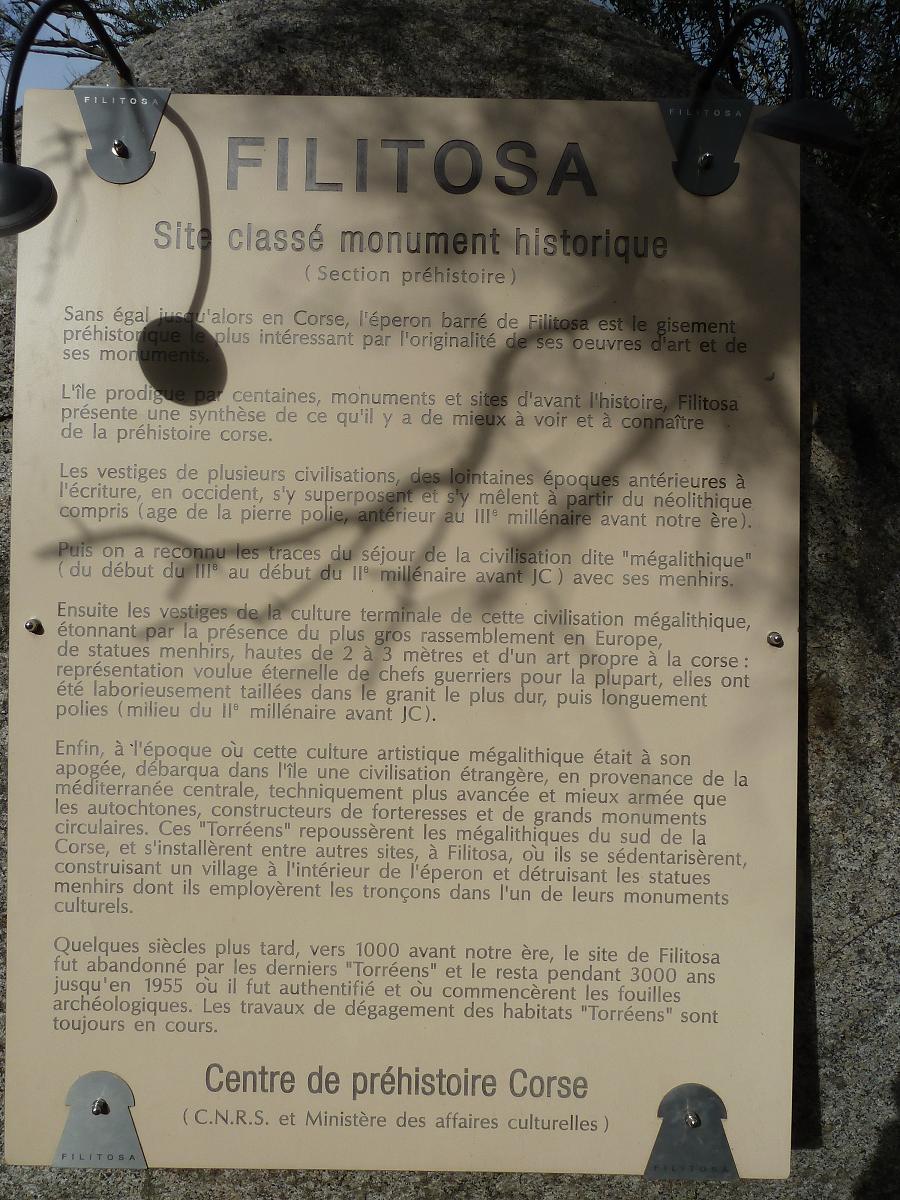 FILITOSA
FILITOSA
FILITOSA
Site classé monument historique
(Section préhistoire)
Sans égal jusqu'alors en Corse, l'éperon barré de Filitosa est le gisement
préhistorique le plus intéressant par l'originalité de ses oeuvres d'art et de
ses monuments.
L'île prodigue par centaines, monuments et sites d'avant l'histoire, Filitosa
présente une synthèse de ce qu'il y a de mieux à voir et à connaître
de la préhistoire corse.
Les vestiges de plusieurs civilisations, des lointaines époques antérieures à
l'écriture, en occident, s'y superposent et s'y mêlent à partir du néolithique
compris (age de la pierre polie, antérieur au IIIe millénaire avant notre ère).
Puis on a reconnu les traces du séjour de la civilisation dite "mégalithique"
(du début du IIIe au début du IIe millénaire avant JC) avec ses menhirs.
Ensuite les vestiges de la culture terminale de cette civilisation mégalithique,
étonnant par la présence du plus gros rassemblement en Europe,
de statues menhirs, hautes de 2 à 3 mètres et d'un art propre à la corse :
représentation voulue éternelle de chefs guerriers pour la plupart, elles ont
été laborieusement taillées dans le granit le plus dur, puis longuement
polies (milieu du IIe millénaire avant JC).
Enfin, à l'époque où cette culture artistique mégalithique était à son
apogée, débarqua dans l'île une civilisation étrangère, en provenance de la
méditerranée centrale, techniquement plus avancée et mieux armée que
les autochtones, constructeurs de forteresses et de grands monuments
circulaires. Ces "Torréens" repoussèrent les mégalithiques du sud de la
Corse, et s'installèrent entre autres sites, à Filitosa, où ils se sédentarisèrent,
construisant un village à l'intérieur de l'éperon et détruisant les statues
menhirs dont ils employèrent les tronçons dans l'un de leurs monuments
culturels.
Quelques siècles plus tard, vers 1000 avant notre ère, le site de Filitosa
fut abandonné par les derniers "Torréens" et le resta pendant 3000 ans
jusqu'en 1955 où il fut authentifié et où commencèrent les fouilles
archéologiques. Les travaux de dégagement des habitats "Torréens" sont
toujours en cours.
Centre de préhistoire Corse
(C.N.R.S. et Ministère des affaires culturelles)
FILITOSA
FILITOSA